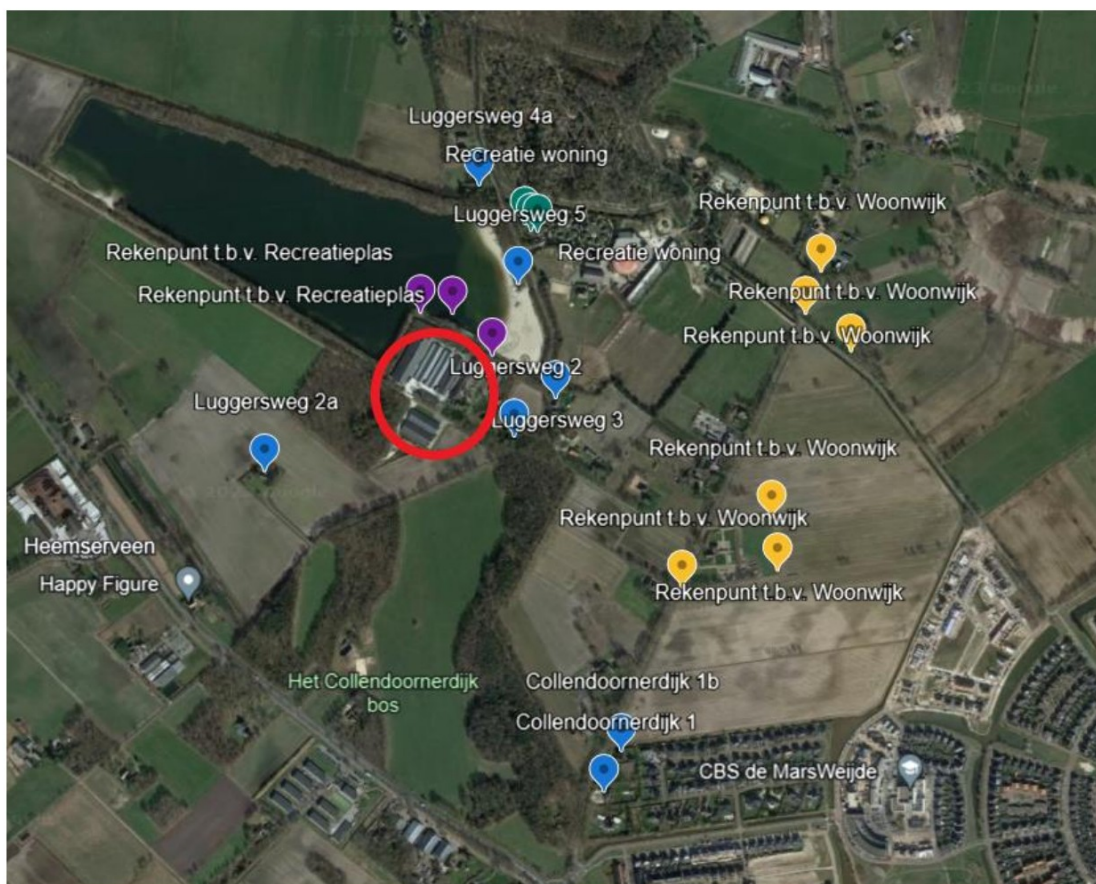 Luggersweg 4a
Recreatie woning
Rekenpunt t.b.v. Woonwijk
Luggersweg 5
Rekenpunt t.b.v. Recreatieplas
Recreatie woning
Rekenpunt t.b.v. Recreatieplas
Rekenpunt t.b.v. Woonwijk
Rekenpunt t.b.v. Woonwijk
Luggersweg 2
Luggersweg 2a
Luggersweg 3
Rekenpunt t.b.v. Woonwijk
Rekenpunt t.b.v. Woonwijk
Heemserveen
Happy Figure
Rekenpunt t.b.v. Woonwijk
Het Collendoornerdijk
bos
Collendoornerdijk 1b
Collendoornerdijk 1
CBS de MarsWeijde